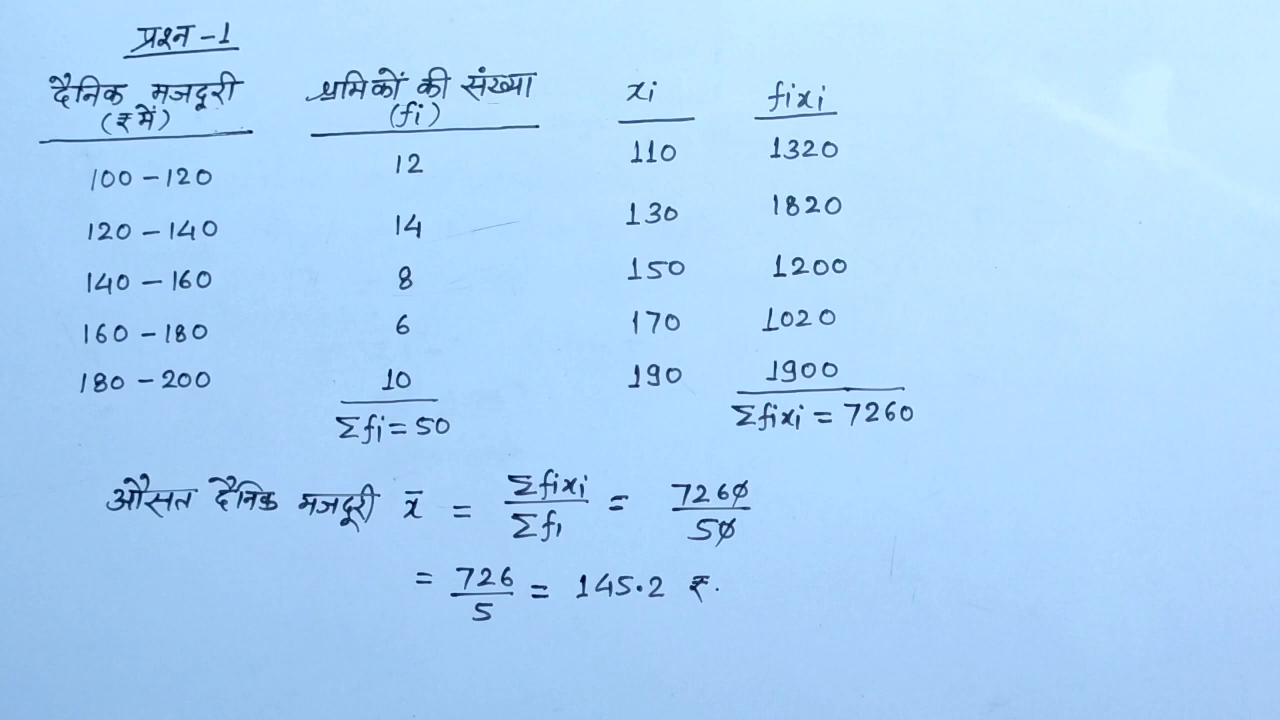 प्रश्न-1
दैनिक मजदूरी श्रमिकों की संख्या xi fixi
(₹ में) (fi)
100-120 12 110 1320
120-140 14 130 1820
140-160 8 150 1200
160-180 6 170 1020
180-200 10 190 1900
Σfi=50 Σfixi = 7260
औसत दैनिक मजदूरी x̄ = Σfixi/Σfi = 7260/50
= 726/5 = 145.2 ₹.